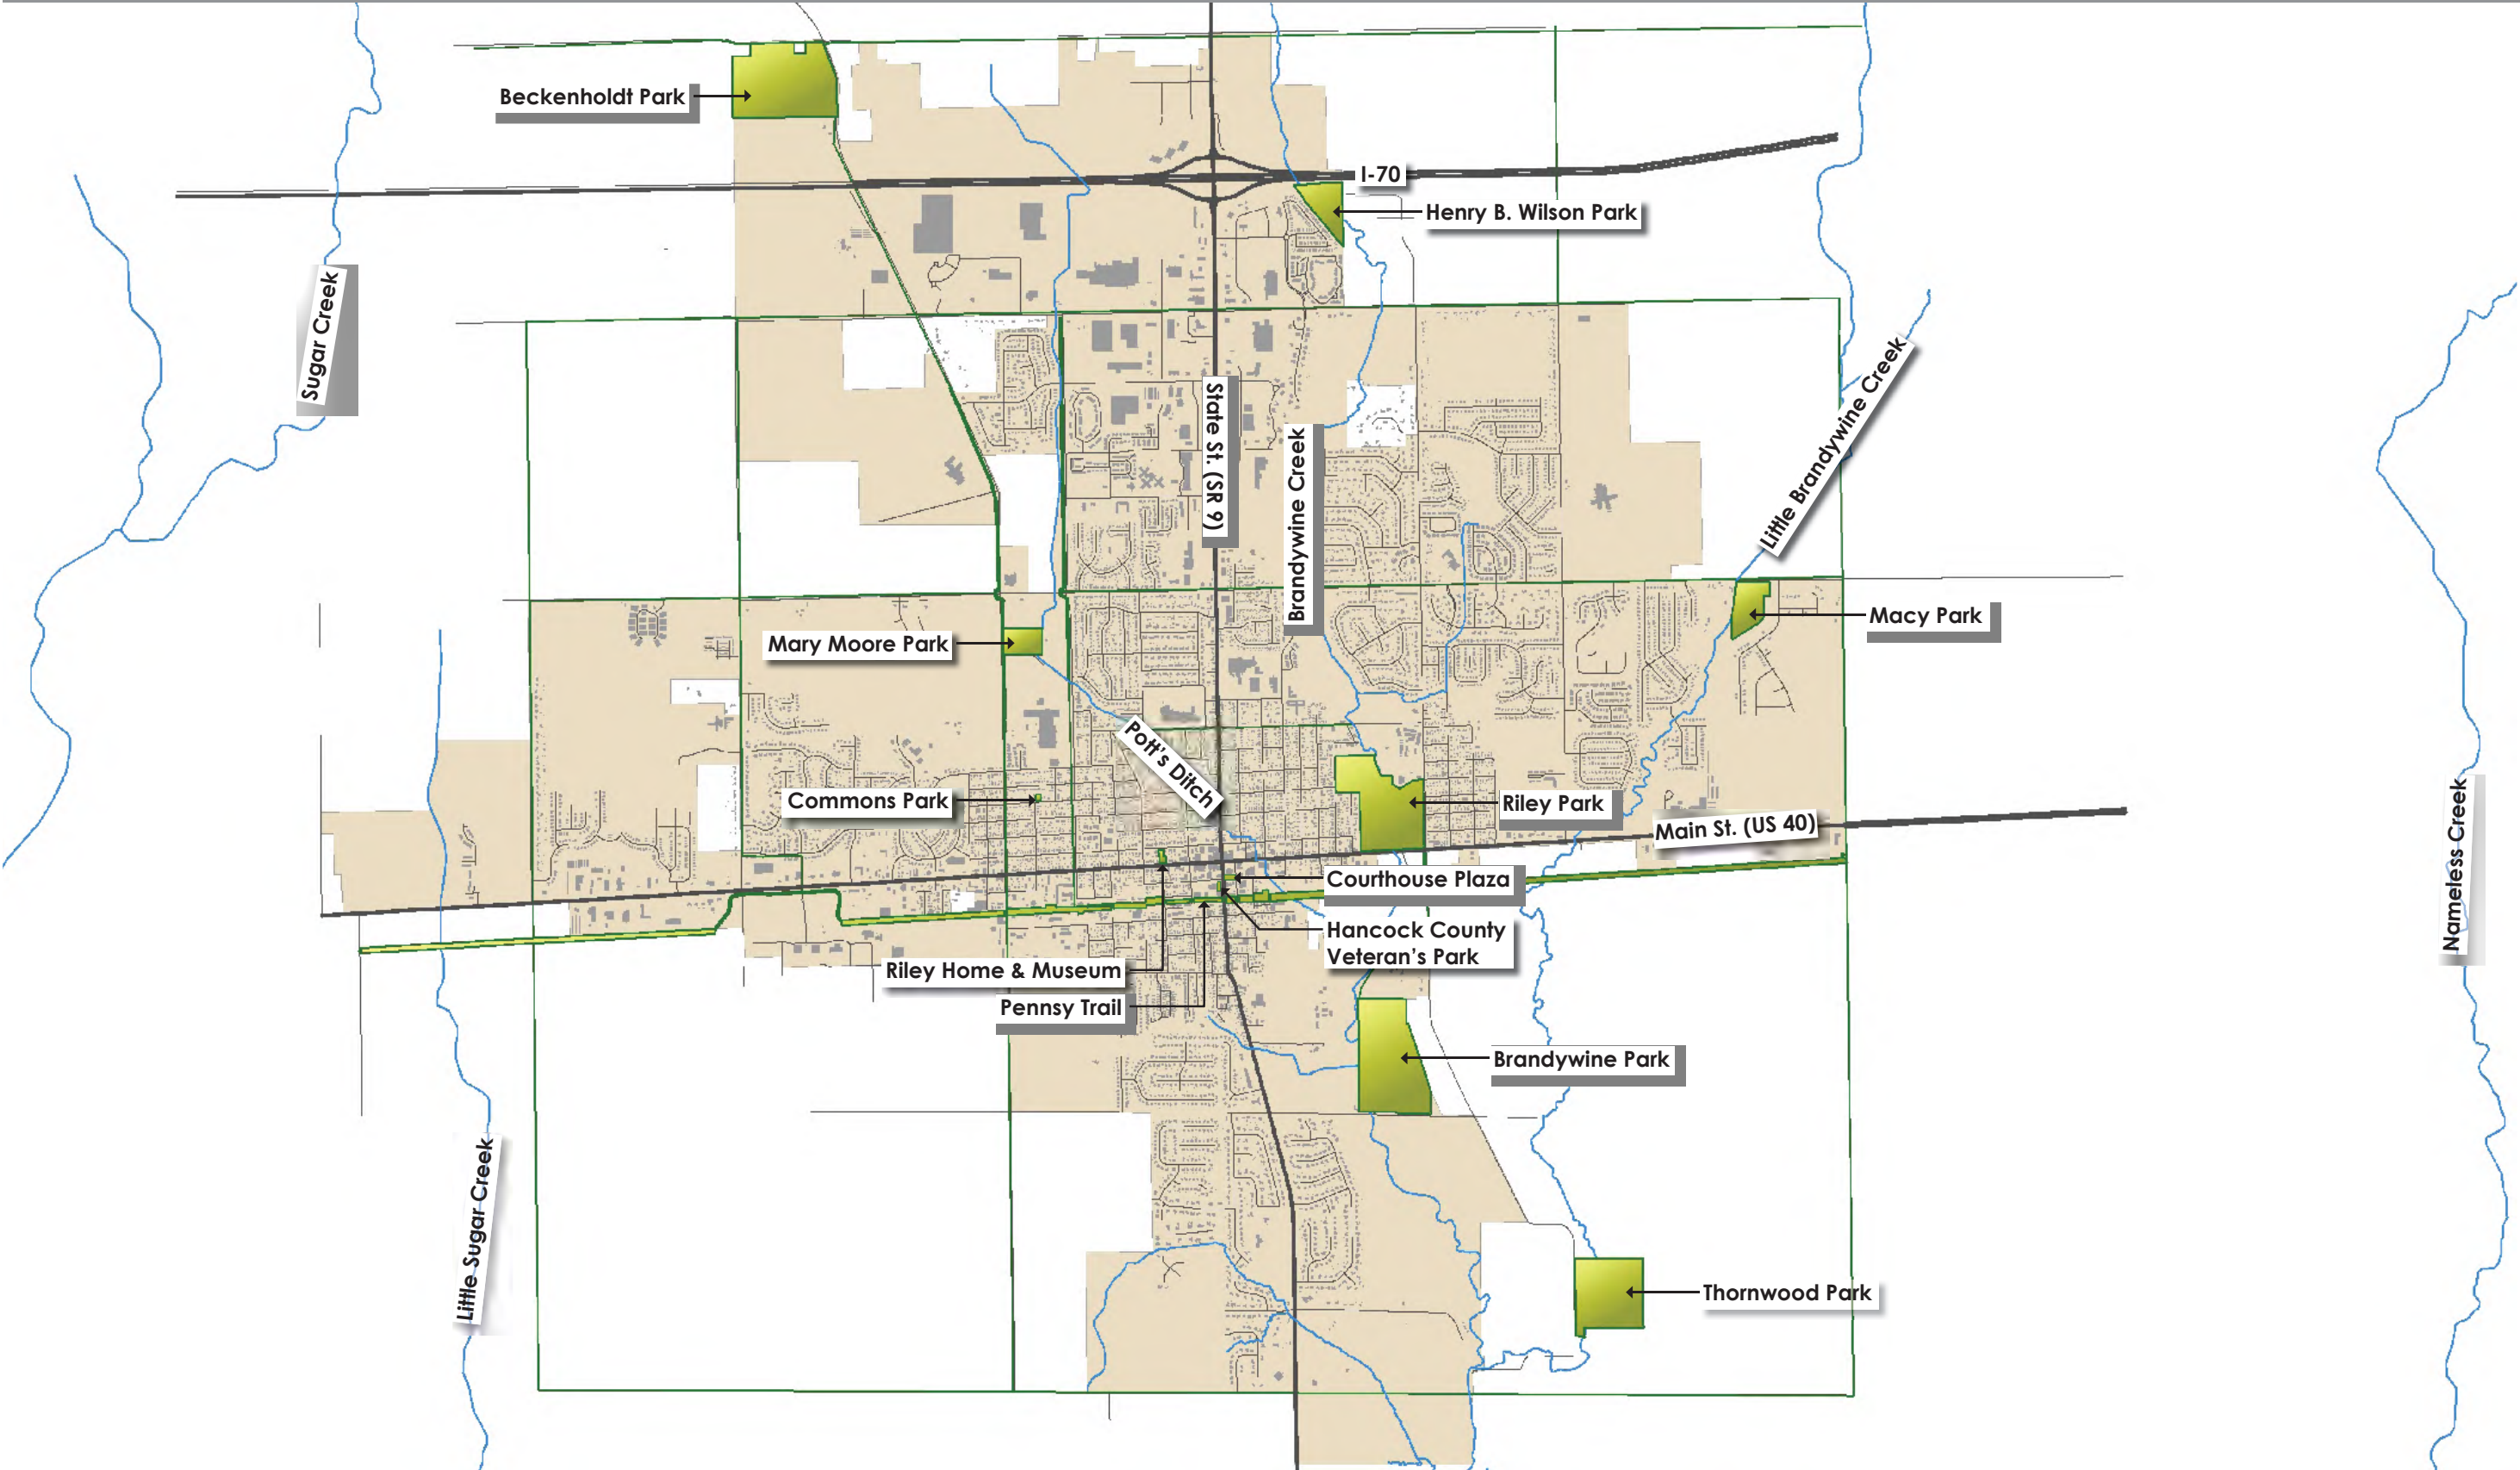 Beckenholdt Park
I-70
Henry B. Wilson Park
Sugar Creek
State St. (SR 9)
Brandywine Creek
Little Brandywine Creek
Mary Moore Park
Macy Park
Pott's Ditch
Commons Park
Riley Park
Main St. (US 40)
Nameless Creek
Courthouse Plaza
Hancock County
Veteran's Park
Riley Home & Museum
Pennsy Trail
Brandywine Park
Little Sugar Creek
Thornwood Park